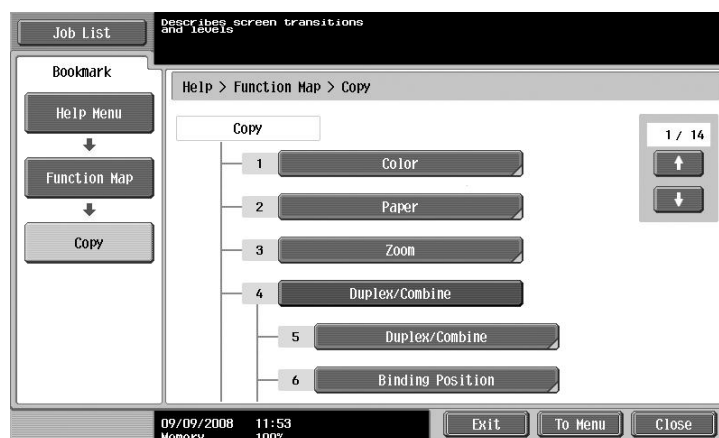 Job List
Describes screen transitions
and levels
Bookmark
Help > Function Map > Copy
Help Menu
Function Map
Copy
Copy
1 / 14
1 Color
2 Paper
3 Zoom
4 Duplex/Combine
5 Duplex/Combine
6 Binding Position
09/09/2008 11:53
Memory 100%
Exit
To Menu
Close